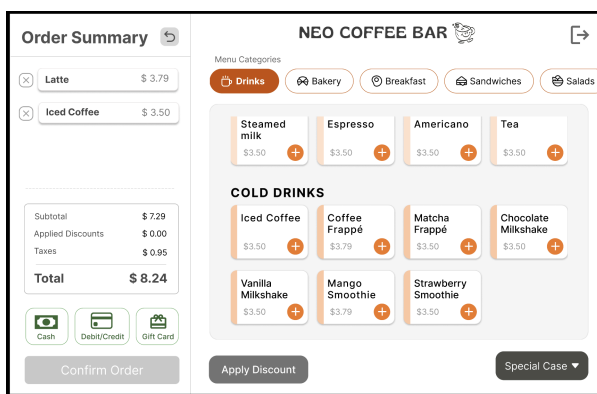 Order Summary
Latte $ 3.79
Iced Coffee $ 3.50
Subtotal $ 7.29
Applied Discounts $ 0.00
Taxes $ 0.95
Total $ 8.24
Cash Debit/Credit Gift Card
Confirm Order
NEO COFFEE BAR
Menu Categories
Drinks Bakery Breakfast Sandwiches Salads
Steamed milk Espresso Americano Tea
$3.50 $3.50 $3.50 $3.50
COLD DRINKS
Iced Coffee Coffee Frappé Matcha Frappé Chocolate Milkshake
$3.50 $3.79 $3.50 $3.50
Vanilla Milkshake Mango Smoothie Strawberry Smoothie
$3.50 $3.79 $3.50
Apply Discount
Special Case